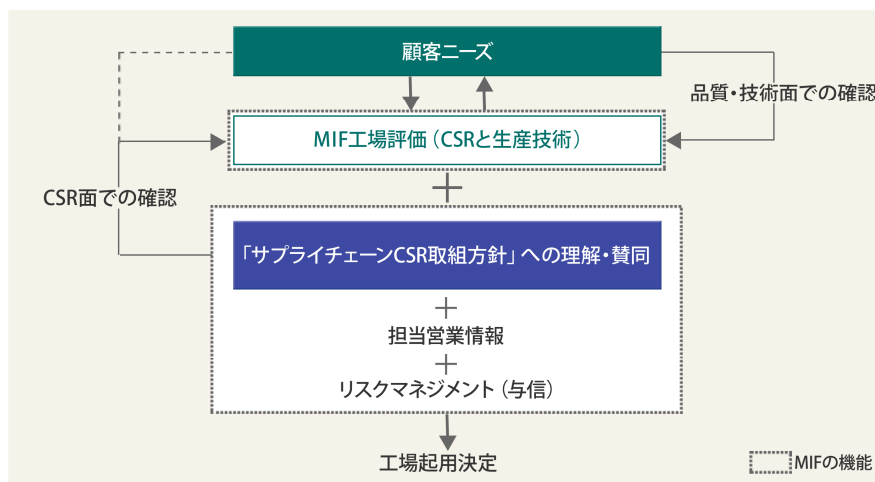 顧客ニーズ
品質・技術面での確認
MIF工場評価（CSRと生産技術）
CSR面での確認
「サプライチェーンCSR取組方針」への理解・賛同
担当営業情報
リスクマネジメント（与信）
工場起用決定
MIFの機能